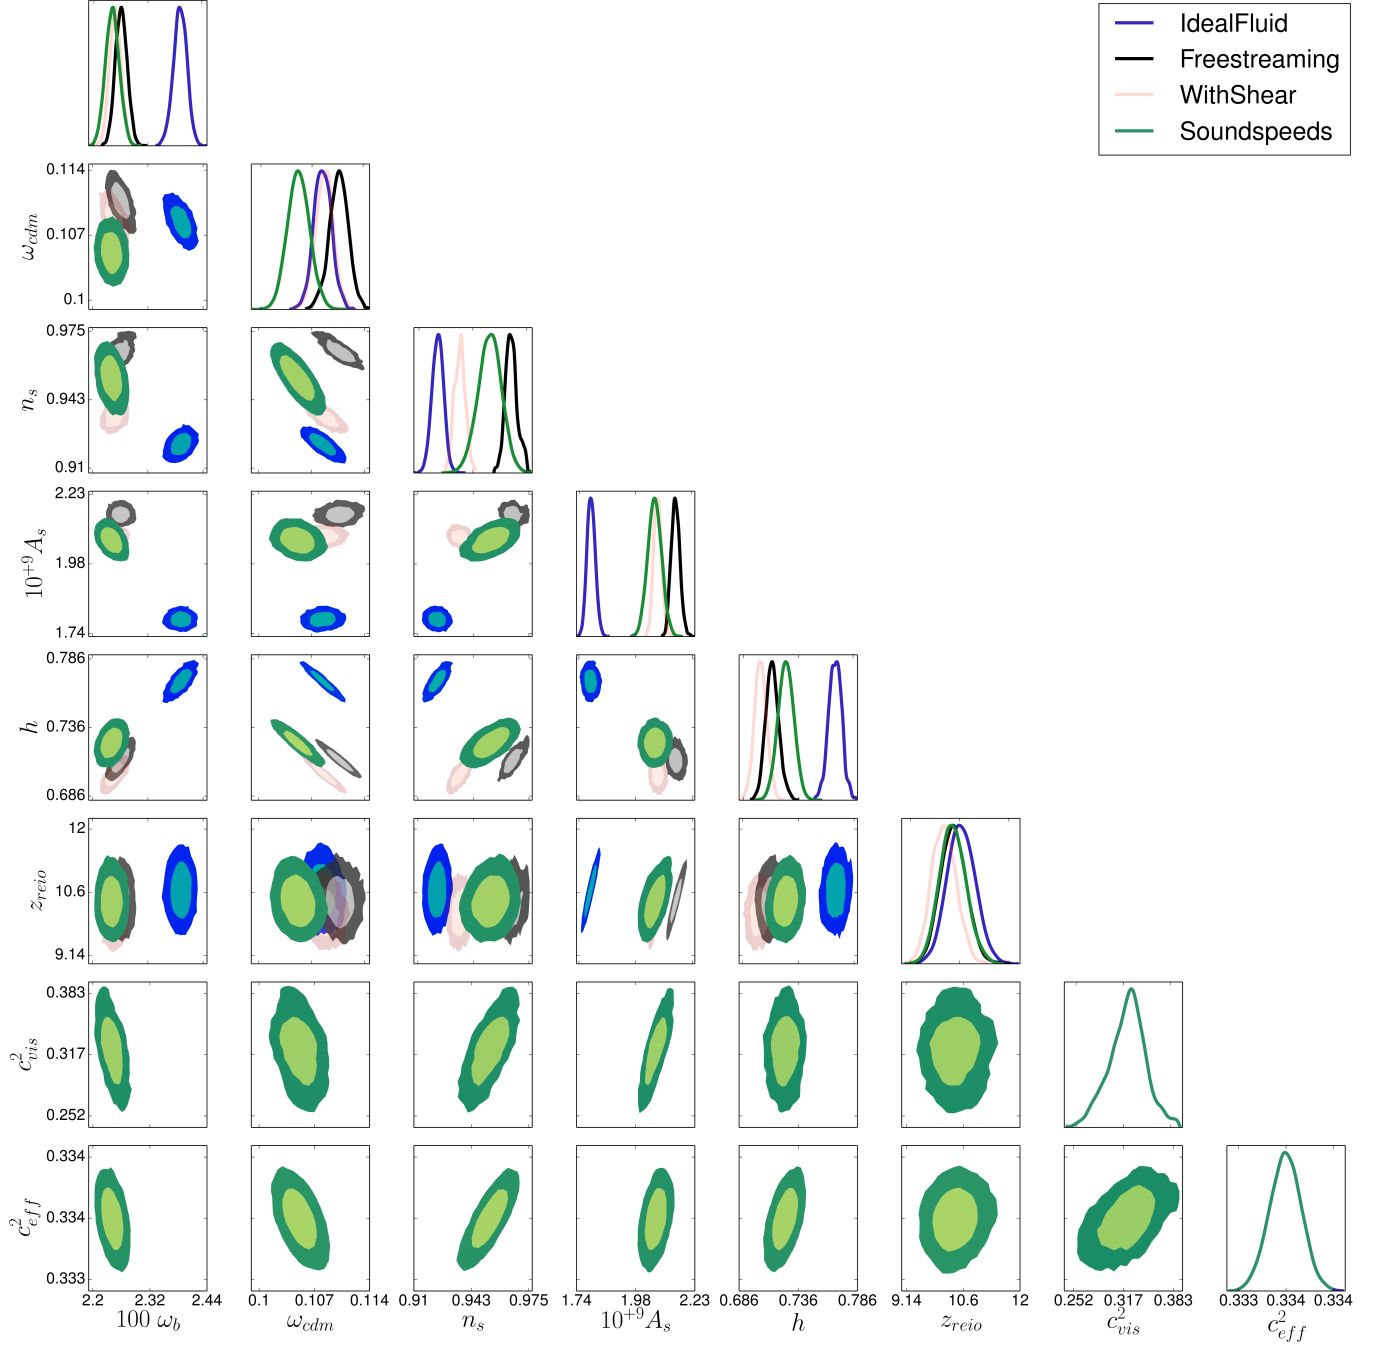 IdealFluid
Freestreaming
WithShear
Soundspeeds
0.114
ω_cdm
0.107
0.1
0.975
n_s
0.943
0.91
2.23
10^{+9}A_s
1.98
1.74
0.786
h
0.736
0.686
12
z_reio
10.6
9.14
0.383
c^2_vis
0.317
0.252
0.334
c^2_eff
0.334
0.333
2.2 2.32 2.44 0.1 0.107 0.114 0.91 0.943 0.975 1.74 1.98 2.23 0.686 0.736 0.786 9.14 10.6 12 0.252 0.317 0.383 0.333 0.334 0.334
100 ω_b ω_cdm n_s 10^{+9}A_s h z_reio c^2_vis c^2_eff